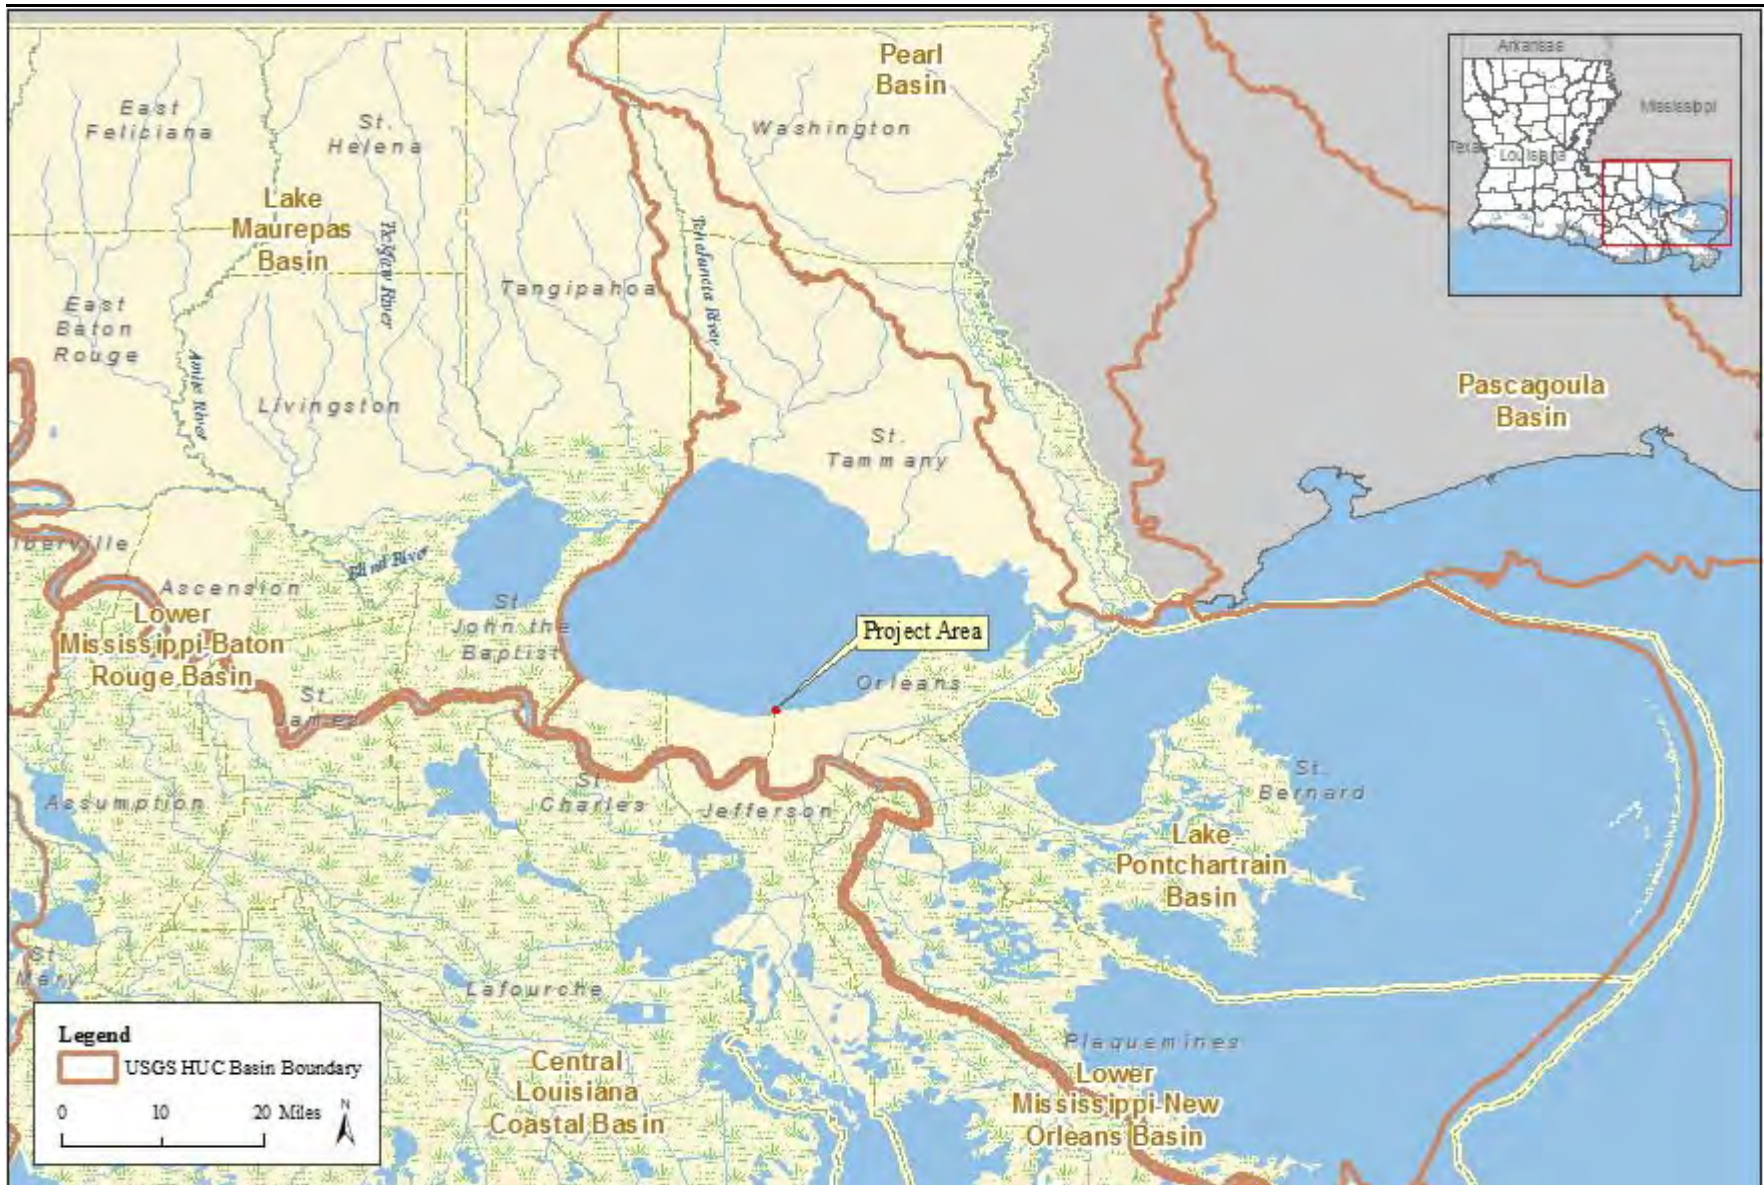 Pearl
Basin
East
Feliciana
St.
Helena
Washington
Lake
Maurepas
Basin
Tickfaw River
Tchefuncta River
Tangipahoa
East
Baton
Rouge
Amite River
Livingston
St.
Tammany
Pascagoula
Basin
Arkansas
Mississippi
Texas
Louisiana
Iberville
Blind River
Ascension
Lower
Mississippi-Baton
Rouge Basin
St
John the
Baptist
Project Area
Orleans
St.
James
Assumption
St.
Charles
Jefferson
St.
Bernard
Lake
Pontchartrain
Basin
St.
Mary
Lafourche
Plaquemines
Central
Louisiana
Coastal Basin
Lower
Mississippi-New
Orleans Basin
Legend
USGS HUC Basin Boundary
0 10 20 Miles
N